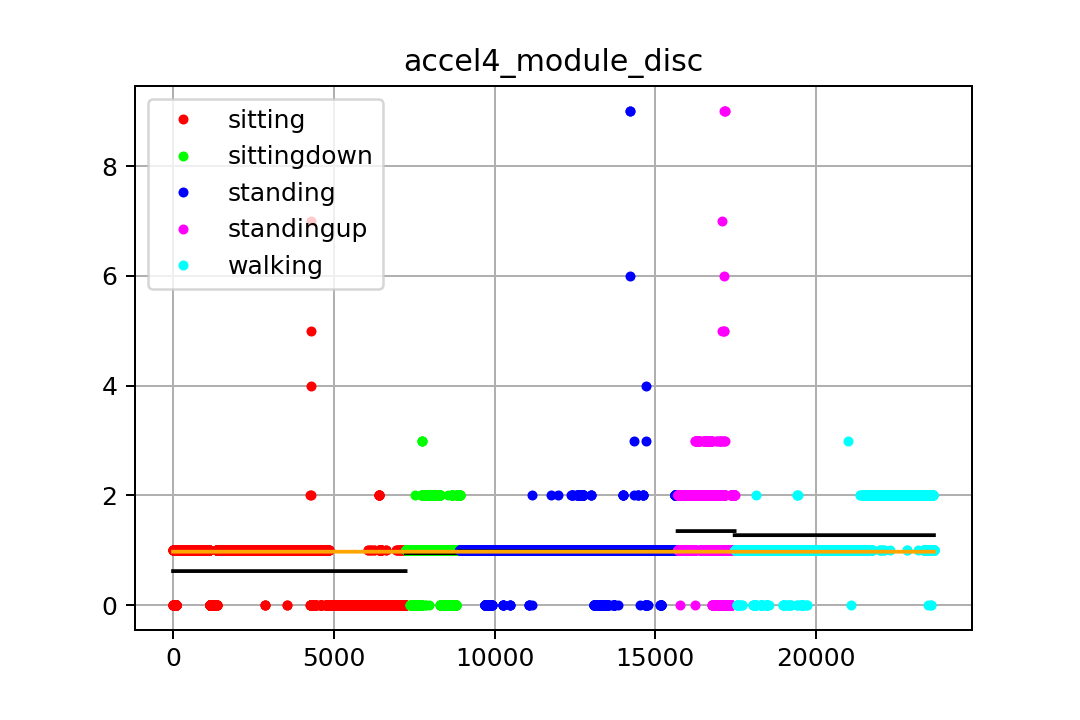 accel4_module_disc
sitting
sittingdown
standing
standingup
walking
8
6
4
2
0
0 5000 10000 15000 20000